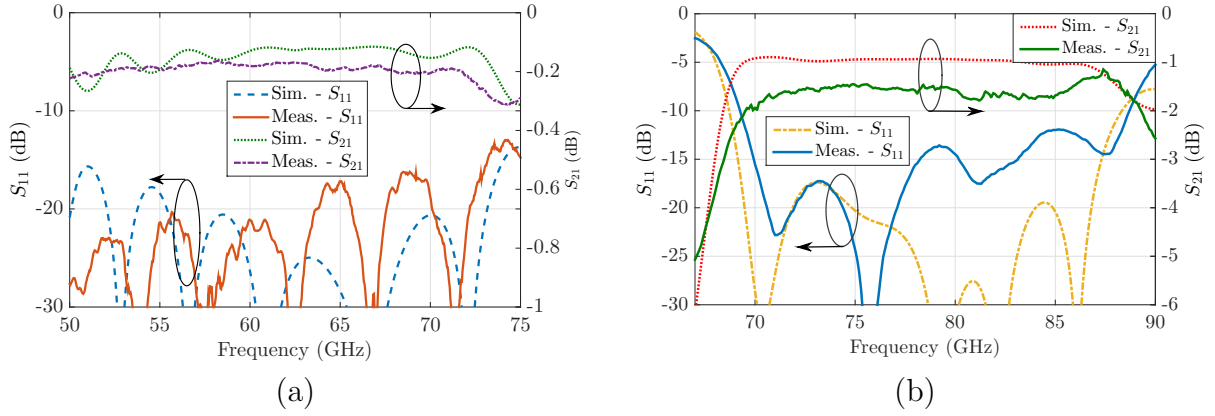 0
-10
-20
-30
S11 (dB)
0
-0.2
-0.4
-0.6
-0.8
-1
S21 (dB)
50 55 60 65 70 75
Frequency (GHz)
Sim. - S11
Meas. - S11
Sim. - S21
Meas. - S21
(a)
0
-5
-10
-15
-20
-25
-30
S11 (dB)
0
-1
-2
-3
-4
-5
-6
S21 (dB)
70 75 80 85 90
Frequency (GHz)
Sim. - S21
Meas. - S21
Sim. - S11
Meas. - S11
(b)